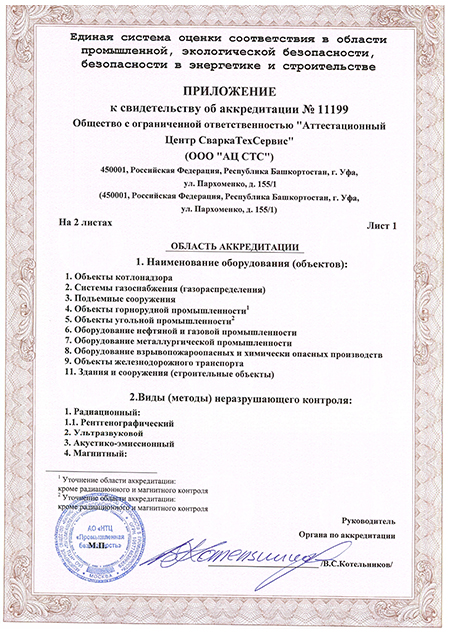 Единая система оценки соответствия в области
промышленной, экологической безопасности,
безопасности в энергетике и строительстве
ПРИЛОЖЕНИЕ
к свидетельству об аккредитации № 11199
Общество с ограниченной ответственностью "Аттестационный
Центр СваркаТехСервис"
(ООО "АЦ СТС")
450001, Российская Федерация, Республика Башкортостан, г. Уфа,
ул. Пархоменко, д. 155/1
(450001, Российская Федерация, Республика Башкортостан, г. Уфа,
ул. Пархоменко, д. 155/1)
На 2 листах Лист 1
ОБЛАСТЬ АККРЕДИТАЦИИ
1. Наименование оборудования (объектов):
1. Объекты котлонадзора
2. Системы газоснабжения (газораспределения)
3. Подъемные сооружения
4. Объекты горнорудной промышленности¹
5. Объекты угольной промышленности²
6. Оборудование нефтяной и газовой промышленности
7. Оборудование металлургической промышленности
8. Оборудование взрывопожароопасных и химически опасных производств
9. Объекты железнодорожного транспорта
11. Здания и сооружения (строительные объекты)
2.Виды (методы) неразрушающего контроля:
1. Радиационный:
1.1. Рентгенографический
2. Ультразвуковой
3. Акустико-эмиссионный
4. Магнитный:
¹ Уточнение области аккредитации:
кроме радиационного и магнитного контроля
² Уточнение области аккредитации:
кроме радиационного и магнитного контроля
Руководитель
Органа по аккредитации
АО «НТЦ
«Промышленная
безопасность»
М.П.
МОСКВА
/В.С.Котельников/